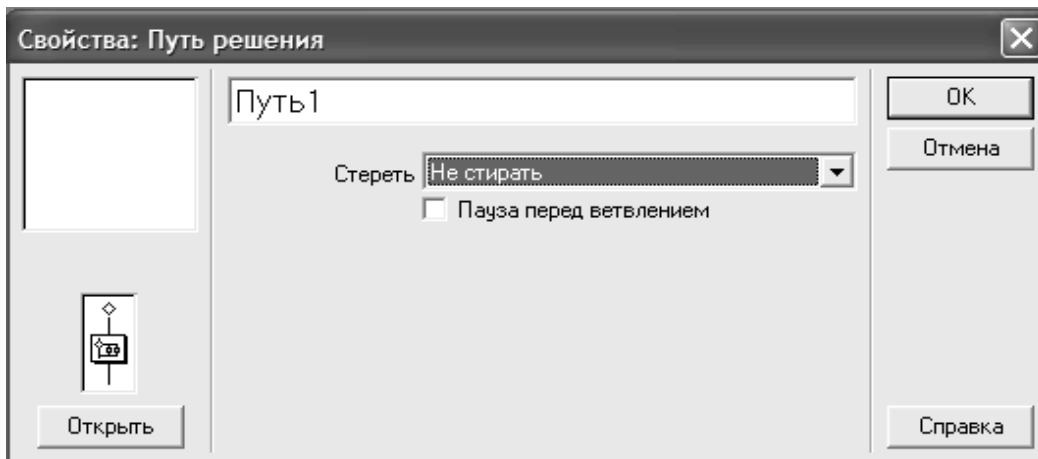 Свойства: Путь решения
Путь1
OK
Отмена
Стереть Не стирать
Пауза перед ветвлением
Открыть
Справка